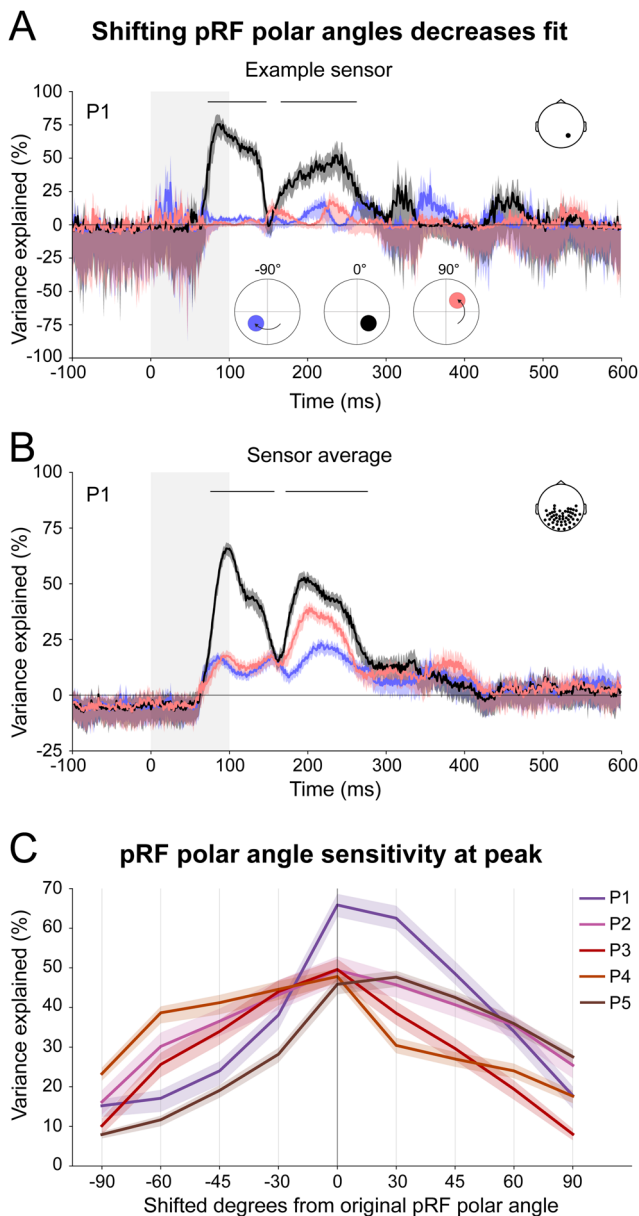 A
Shifting pRF polar angles decreases fit
Example sensor
P1
Variance explained (%)
100
75
50
25
0
-25
-50
-75
-100
-90°
0°
90°
-100
0
100
200
300
400
500
600
Time (ms)
B
Sensor average
P1
Variance explained (%)
100
75
50
25
0
-25
-100
0
100
200
300
400
500
600
Time (ms)
C
pRF polar angle sensitivity at peak
Variance explained (%)
70
60
50
40
30
20
10
0
P1
P2
P3
P4
P5
-90
-60
-45
-30
0
30
45
60
90
Shifted degrees from original pRF polar angle